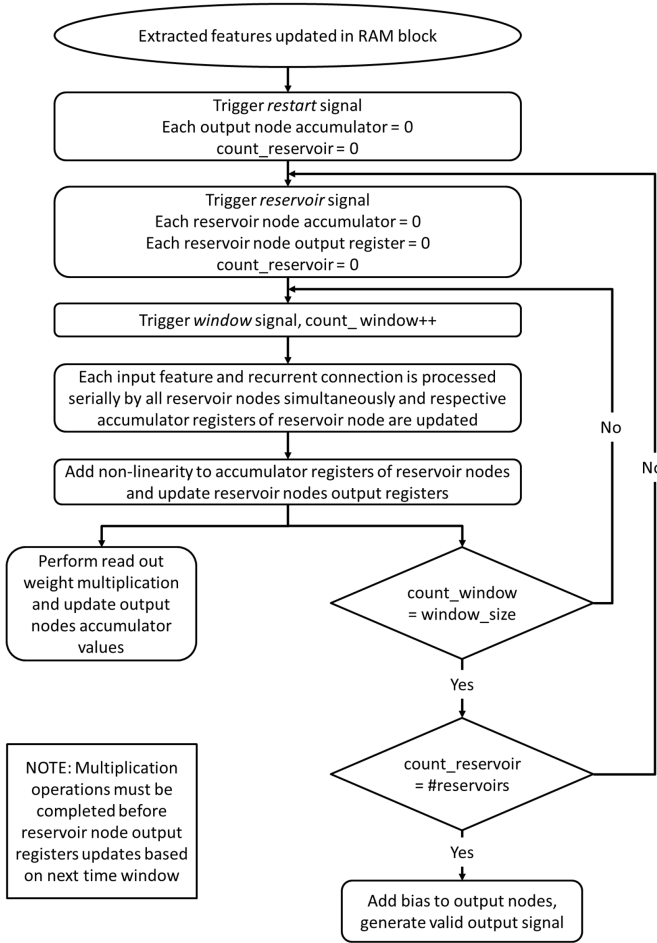 Extracted features updated in RAM block
Trigger restart signal
Each output node accumulator = 0
count_reservoir = 0
Trigger reservoir signal
Each reservoir node accumulator = 0
Each reservoir node output register = 0
count_reservoir = 0
Trigger window signal, count_ window++
Each input feature and recurrent connection is processed
serially by all reservoir nodes simultaneously and respective
accumulator registers of reservoir node are updated
No
Add non-linearity to accumulator registers of reservoir nodes
and update reservoir nodes output registers
Perform read out
weight multiplication
and update output
nodes accumulator
values
count_window
= window_size
Yes
NOTE: Multiplication
operations must be
completed before
reservoir node output
registers updates based
on next time window
count_reservoir
= #reservoirs
Yes
Add bias to output nodes,
generate valid output signal